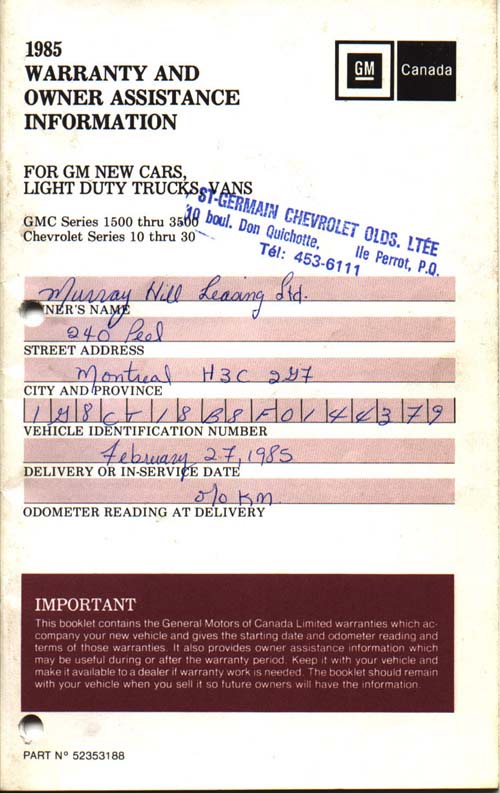 1985
WARRANTY AND
OWNER ASSISTANCE
INFORMATION
GM Canada
FOR GM NEW CARS,
LIGHT DUTY TRUCKS, VANS
GMC Series 1500 thru 3500
Chevrolet Series 10 thru 30
ST-GERMAIN CHEVROLET OLDS. LTÉE
10 boul. Don Quichotte, Ile Perrot, P.Q.
Tél: 453-6111
Murray Hill Leasing Ltd.
NER'S NAME
240 Peel
STREET ADDRESS
Montreal H3C 2G7
CITY AND PROVINCE
1G8CT18B8F0144379
VEHICLE IDENTIFICATION NUMBER
February 27, 1985
DELIVERY OR IN-SERVICE DATE
km
ODOMETER READING AT DELIVERY
IMPORTANT
This booklet contains the General Motors of Canada Limited warranties which ac-
company your new vehicle and gives the starting date and odometer reading and
terms of those warranties. It also provides owner assistance information which
may be useful during or after the warranty period. Keep it with your vehicle and
make it available to a dealer if warranty work is needed. The booklet should remain
with your vehicle when you sell it so future owners will have the information.
PART Nº 52353188